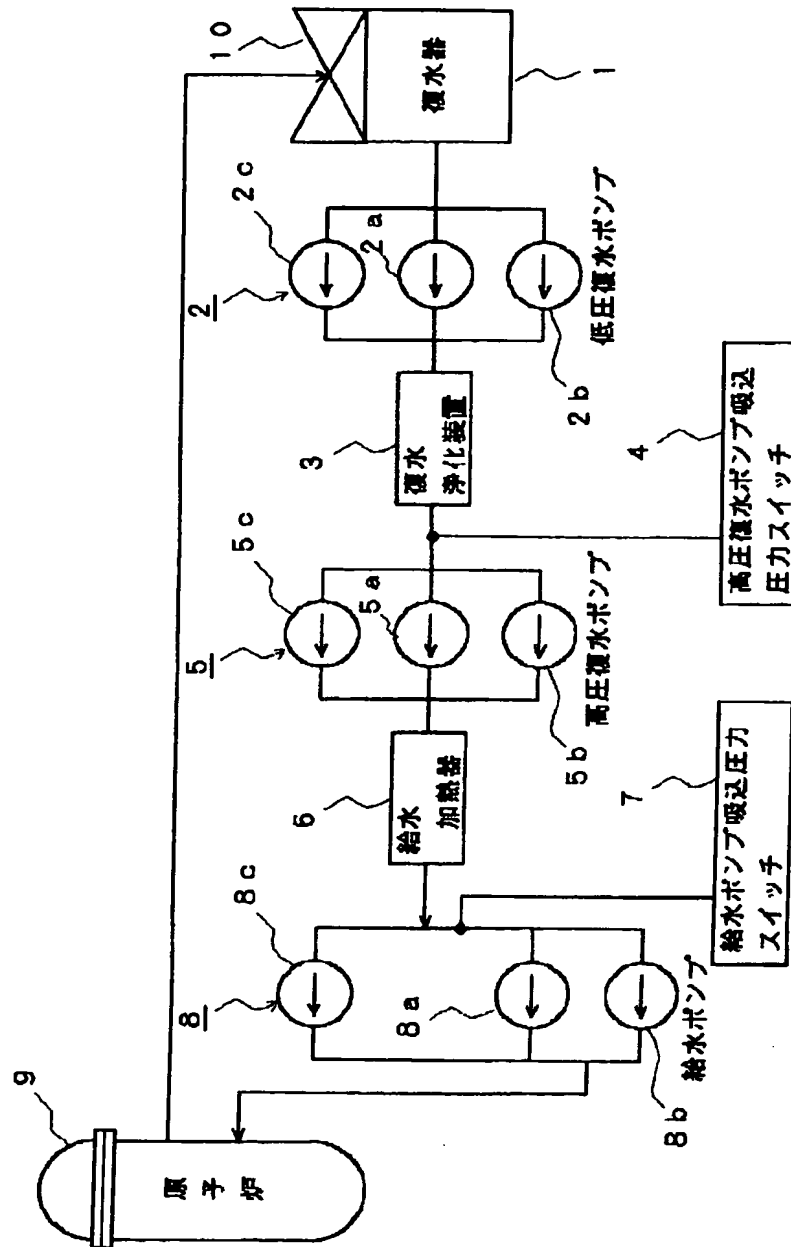 10
復水器
1
2c
2
2a
2b
低圧復水ポンプ
3
復水
浄化装置
4
高圧復水ポンプ吸込
圧力スイッチ
5c
5
5a
5b
高圧復水ポンプ
6
給水
加熱器
7
給水ポンプ吸込圧力
スイッチ
8c
8
8a
8b
給水ポンプ
9
原子炉